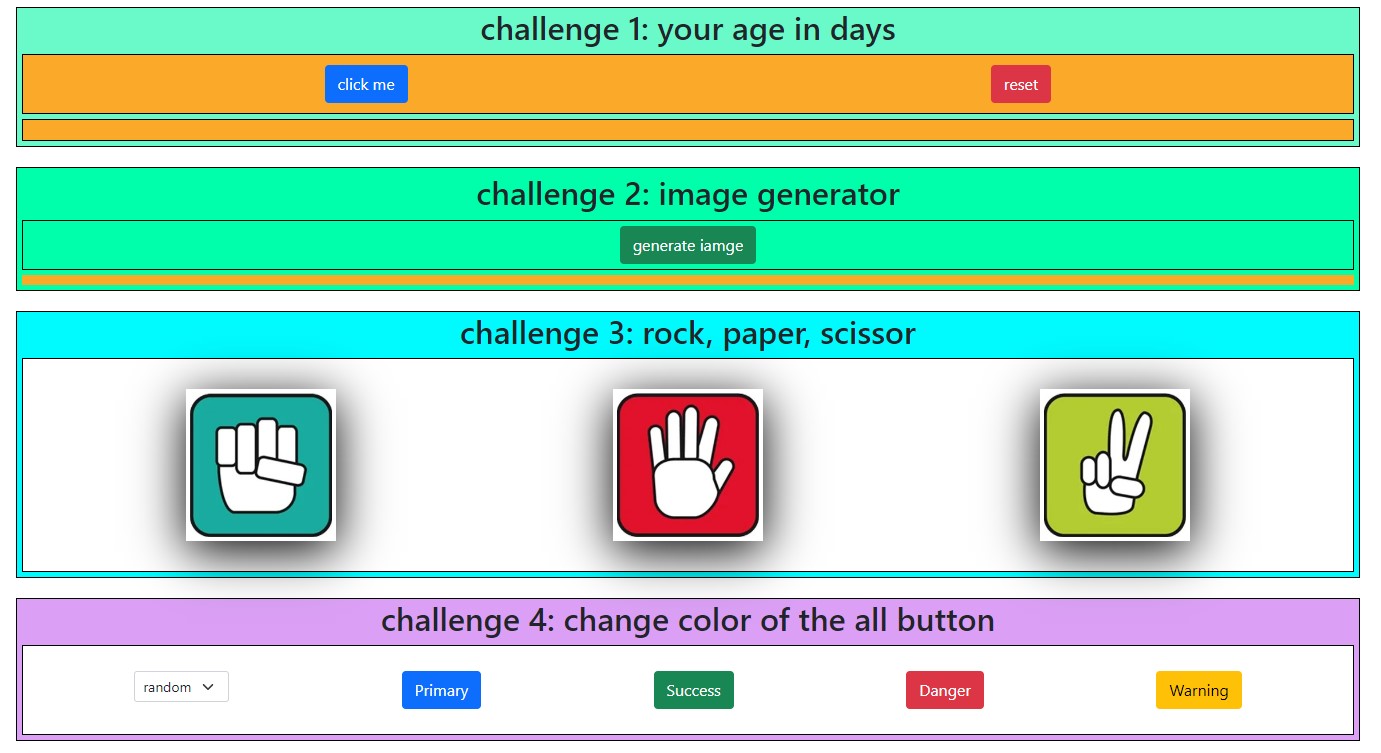 challenge 1: your age in days
click me
reset
challenge 2: image generator
generate iamge
challenge 3: rock, paper, scissor
challenge 4: change color of the all button
random
Primary
Success
Danger
Warning